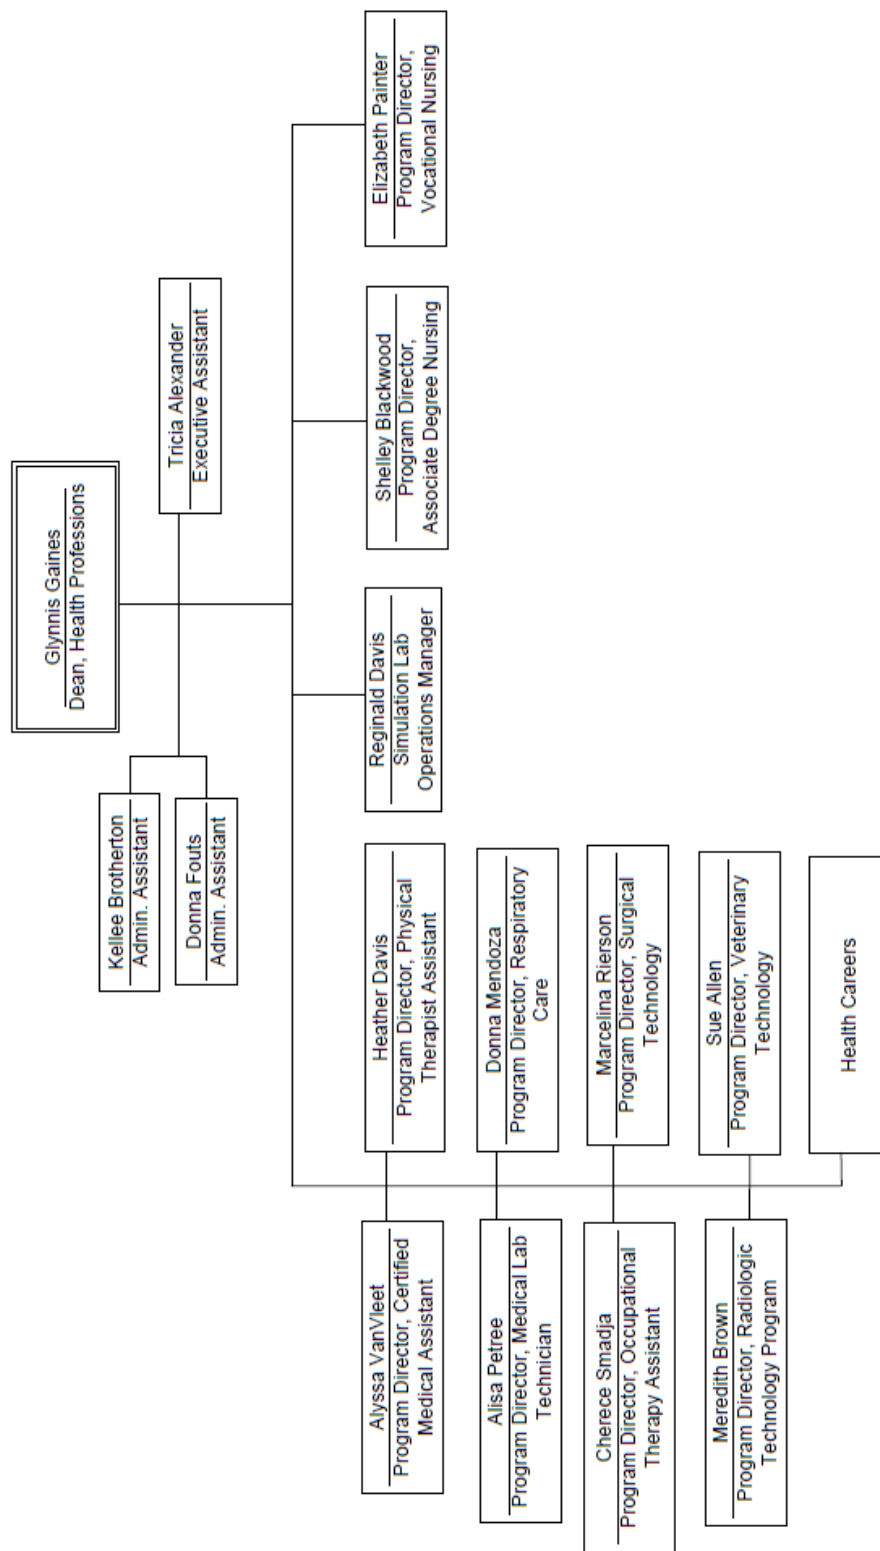 Glynnis Gaines
Dean, Health Professions
Kellee Brotherton
Admin. Assistant
Donna Fouts
Admin. Assistant
Tricia Alexander
Executive Assistant
Alyssa VanVleet
Program Director, Certified
Medical Assistant
Heather Davis
Program Director, Physical
Therapist Assistant
Reginald Davis
Simulation Lab
Operations Manager
Shelley Blackwood
Program Director,
Associate Degree Nursing
Elizabeth Painter
Program Director,
Vocational Nursing
Alisa Petree
Program Director, Medical Lab
Technician
Donna Mendoza
Program Director, Respiratory
Care
Cherece Smadja
Program Director, Occupational
Therapy Assistant
Marcelina Rierson
Program Director, Surgical
Technology
Meredith Brown
Program Director, Radiologic
Technology Program
Sue Allen
Program Director, Veterinary
Technology
Health Careers